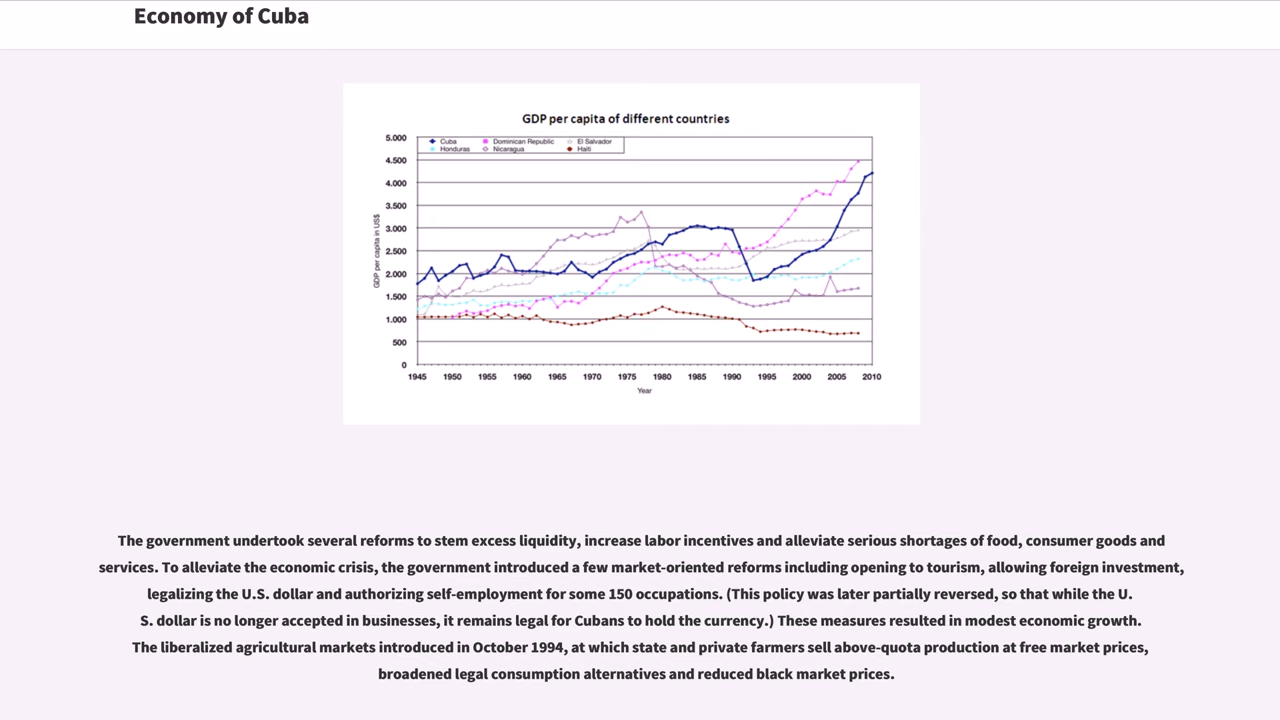 Economy of Cuba
GDP per capita of different countries
Cuba Dominican Republic El Salvador
Honduras Nicaragua Haiti
5.000
4.500
4.000
3.500
3.000
2.500
2.000
1.500
1.000
500
0
GDP per capita in US$
1945 1950 1955 1960 1965 1970 1975 1980 1985 1990 1995 2000 2005 2010
Year
The government undertook several reforms to stem excess liquidity, increase labor incentives and alleviate serious shortages of food, consumer goods and
services. To alleviate the economic crisis, the government introduced a few market-oriented reforms including opening to tourism, allowing foreign investment,
legalizing the U.S. dollar and authorizing self-employment for some 150 occupations. (This policy was later partially reversed, so that while the U.
S. dollar is no longer accepted in businesses, it remains legal for Cubans to hold the currency.) These measures resulted in modest economic growth.
The liberalized agricultural markets introduced in October 1994, at which state and private farmers sell above-quota production at free market prices,
broadened legal consumption alternatives and reduced black market prices.